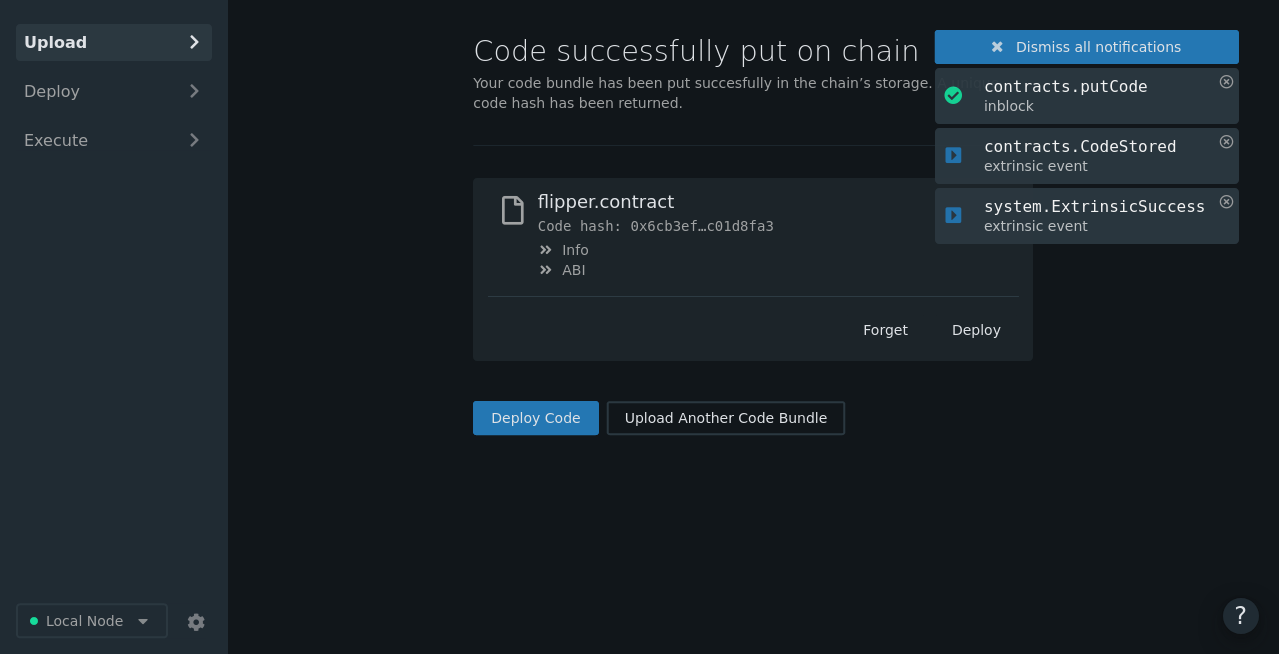 Upload
Deploy
Execute
Local Node
Code successfully put on chain
Your code bundle has been put succesfully in the chain’s storage.
code hash has been returned.
flipper.contract
Code hash: 0x6cb3ef…c01d8fa3
Info
ABI
Forget
Deploy
Deploy Code
Upload Another Code Bundle
Dismiss all notifications
contracts.putCode
inblock
contracts.CodeStored
extrinsic event
system.ExtrinsicSuccess
extrinsic event
?